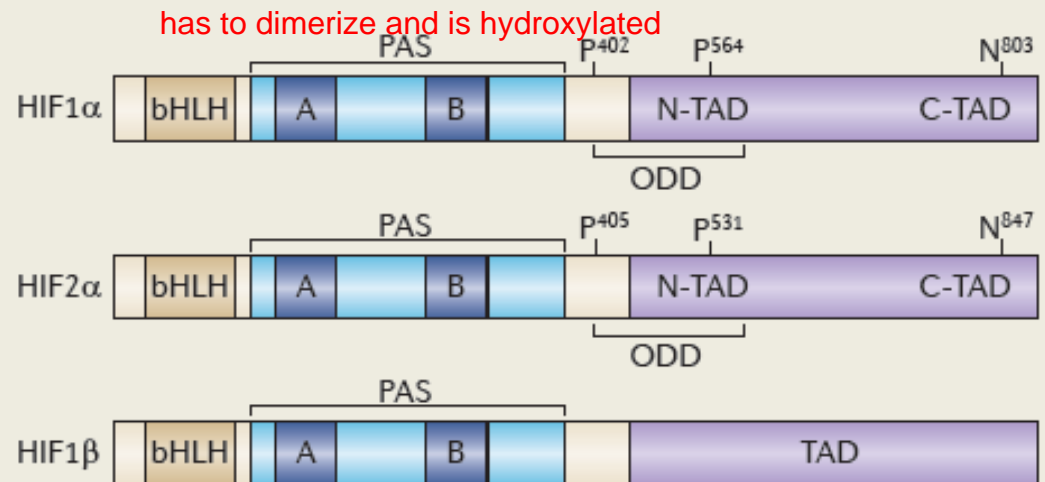 has to dimerize and is hydroxylated
PAS P⁴⁰² P⁵⁶⁴ N⁸⁰³
HIF1α bHLH A B N-TAD C-TAD
ODD
PAS P⁴⁰⁵ P⁵³¹ N⁸⁴⁷
HIF2α bHLH A B N-TAD C-TAD
ODD
PAS
HIF1β bHLH A B TAD